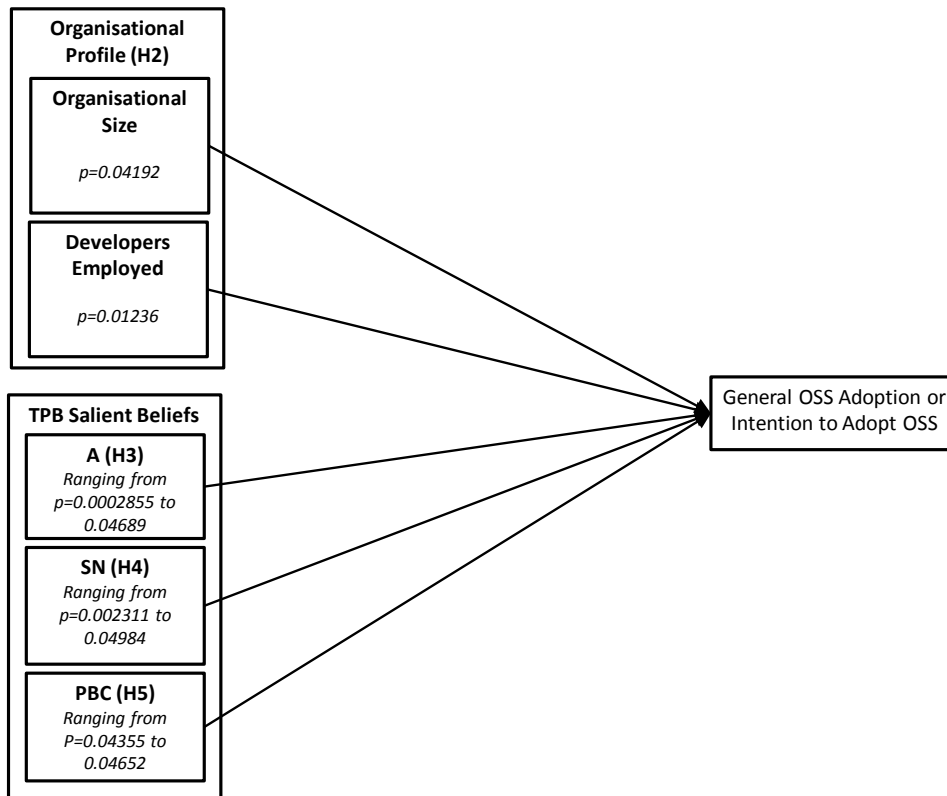 Organisational
Profile (H2)
Organisational
Size
p=0.04192
Developers
Employed
p=0.01236
TPB Salient Beliefs
A (H3)
Ranging from
p=0.0002855 to
0.04689
SN (H4)
Ranging from
p=0.002311 to
0.04984
PBC (H5)
Ranging from
P=0.04355 to
0.04652
General OSS Adoption or
Intention to Adopt OSS